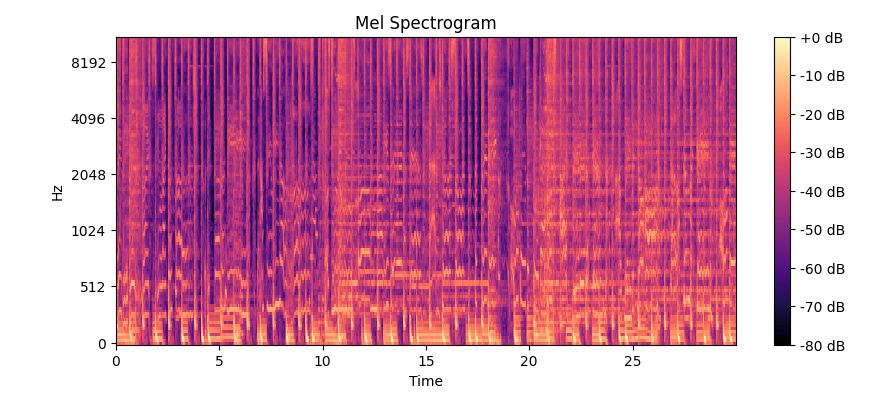 Mel Spectrogram
8192
4096
2048
1024
512
0
Hz
0 5 10 15 20 25
Time
+0 dB
-10 dB
-20 dB
-30 dB
-40 dB
-50 dB
-60 dB
-70 dB
-80 dB